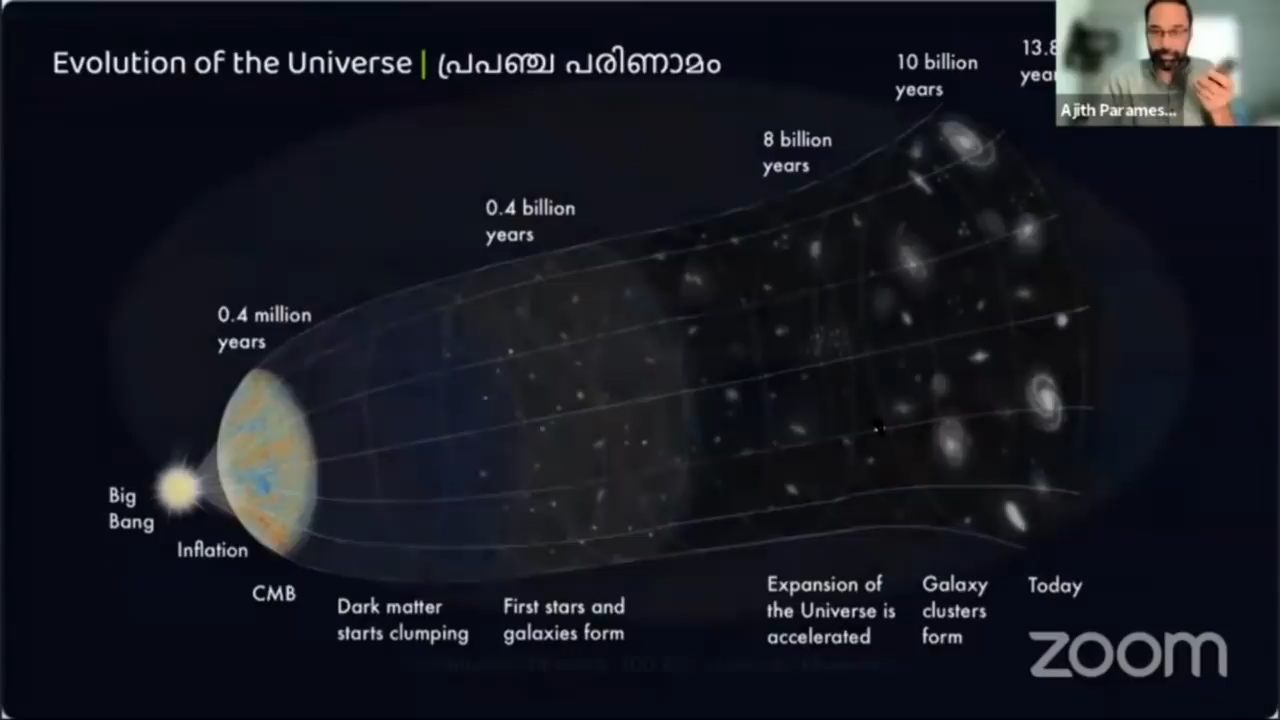 Evolution of the Universe | പ്രപഞ്ച പരിണാമം
10 billion
years
13.8
Ajith Parames...
8 billion
years
0.4 billion
years
0.4 million
years
Big
Bang
Inflation
CMB
Dark matter
starts clumping
First stars and
galaxies form
Expansion of
the Universe is
accelerated
Galaxy
clusters
form
Today
zoom